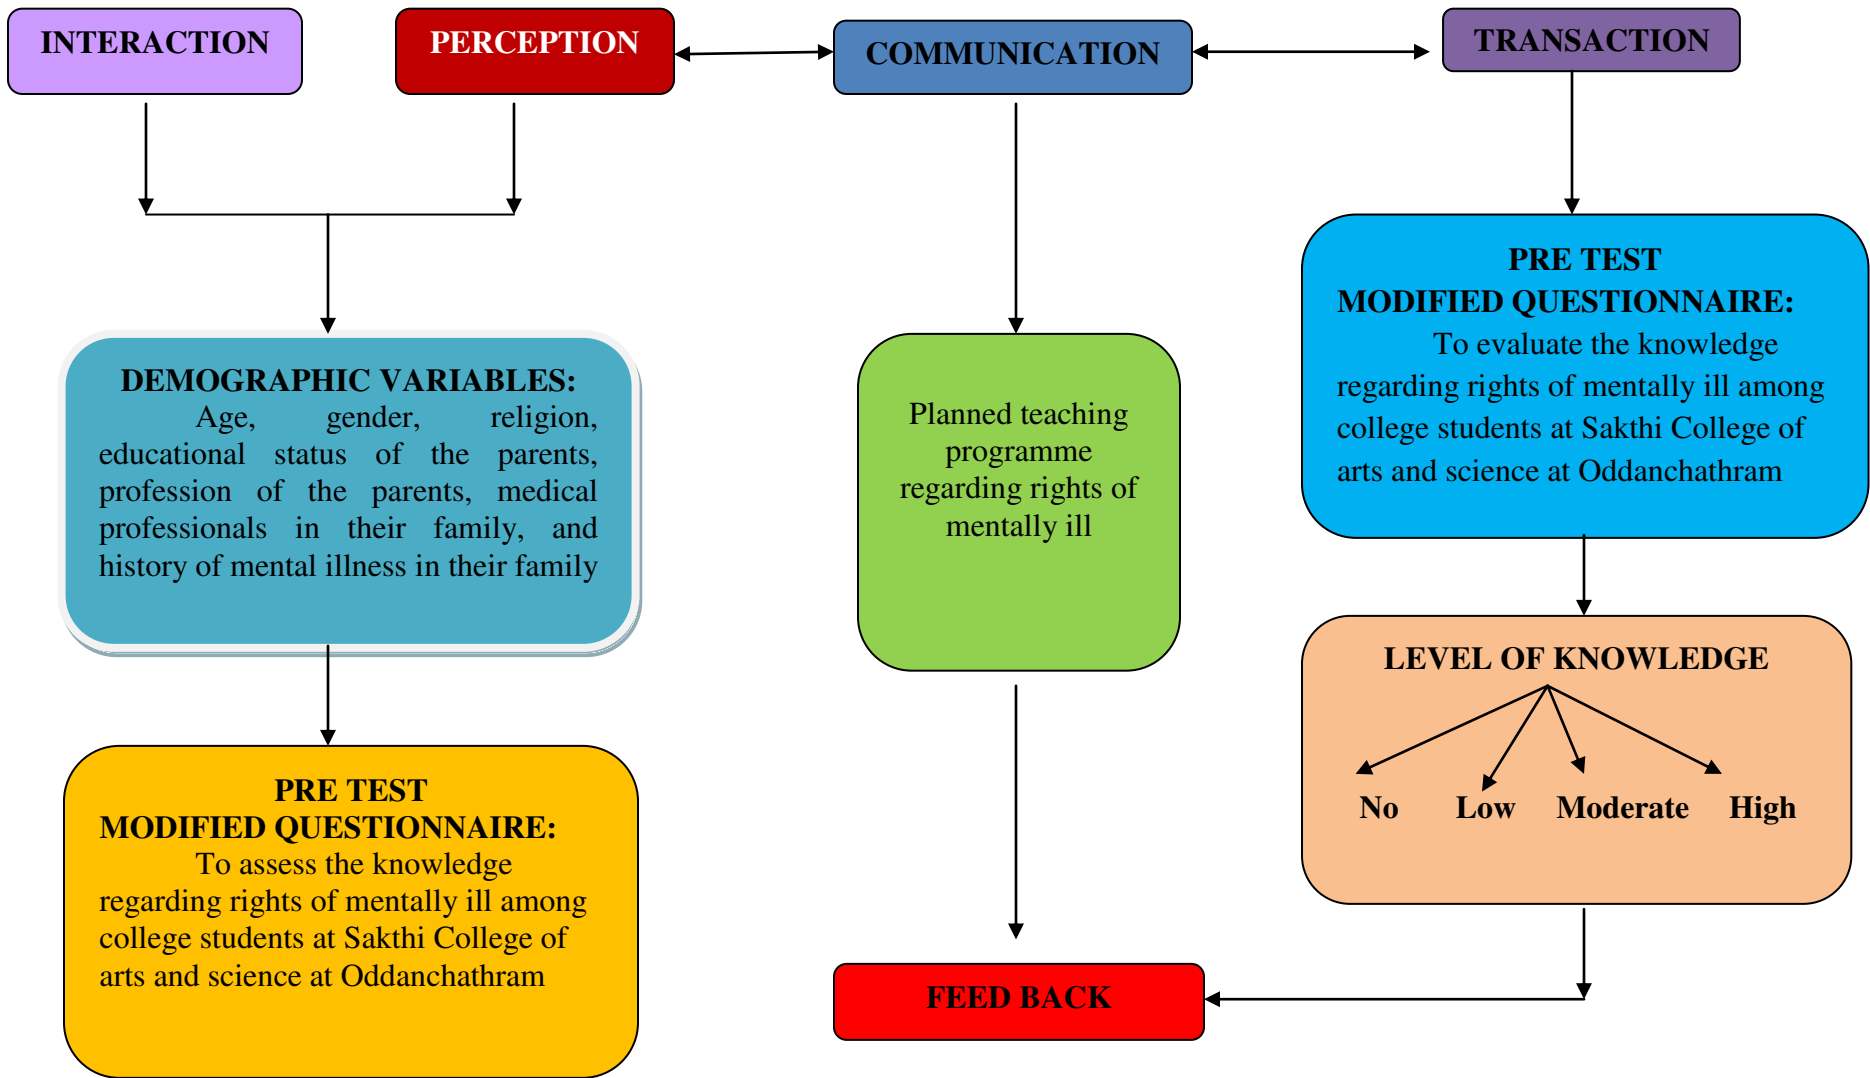 INTERACTION
PERCEPTION
COMMUNICATION
TRANSACTION
DEMOGRAPHIC VARIABLES:
Age, gender, religion,
educational status of the parents,
profession of the parents, medical
professionals in their family, and
history of mental illness in their family
PRE TEST
MODIFIED QUESTIONNAIRE:
To assess the knowledge
regarding rights of mentally ill among
college students at Sakthi College of
arts and science at Oddanchathram
Planned teaching
programme
regarding rights of
mentally ill
FEED BACK
PRE TEST
MODIFIED QUESTIONNAIRE:
To evaluate the knowledge
regarding rights of mentally ill among
college students at Sakthi College of
arts and science at Oddanchathram
LEVEL OF KNOWLEDGE
No Low Moderate High